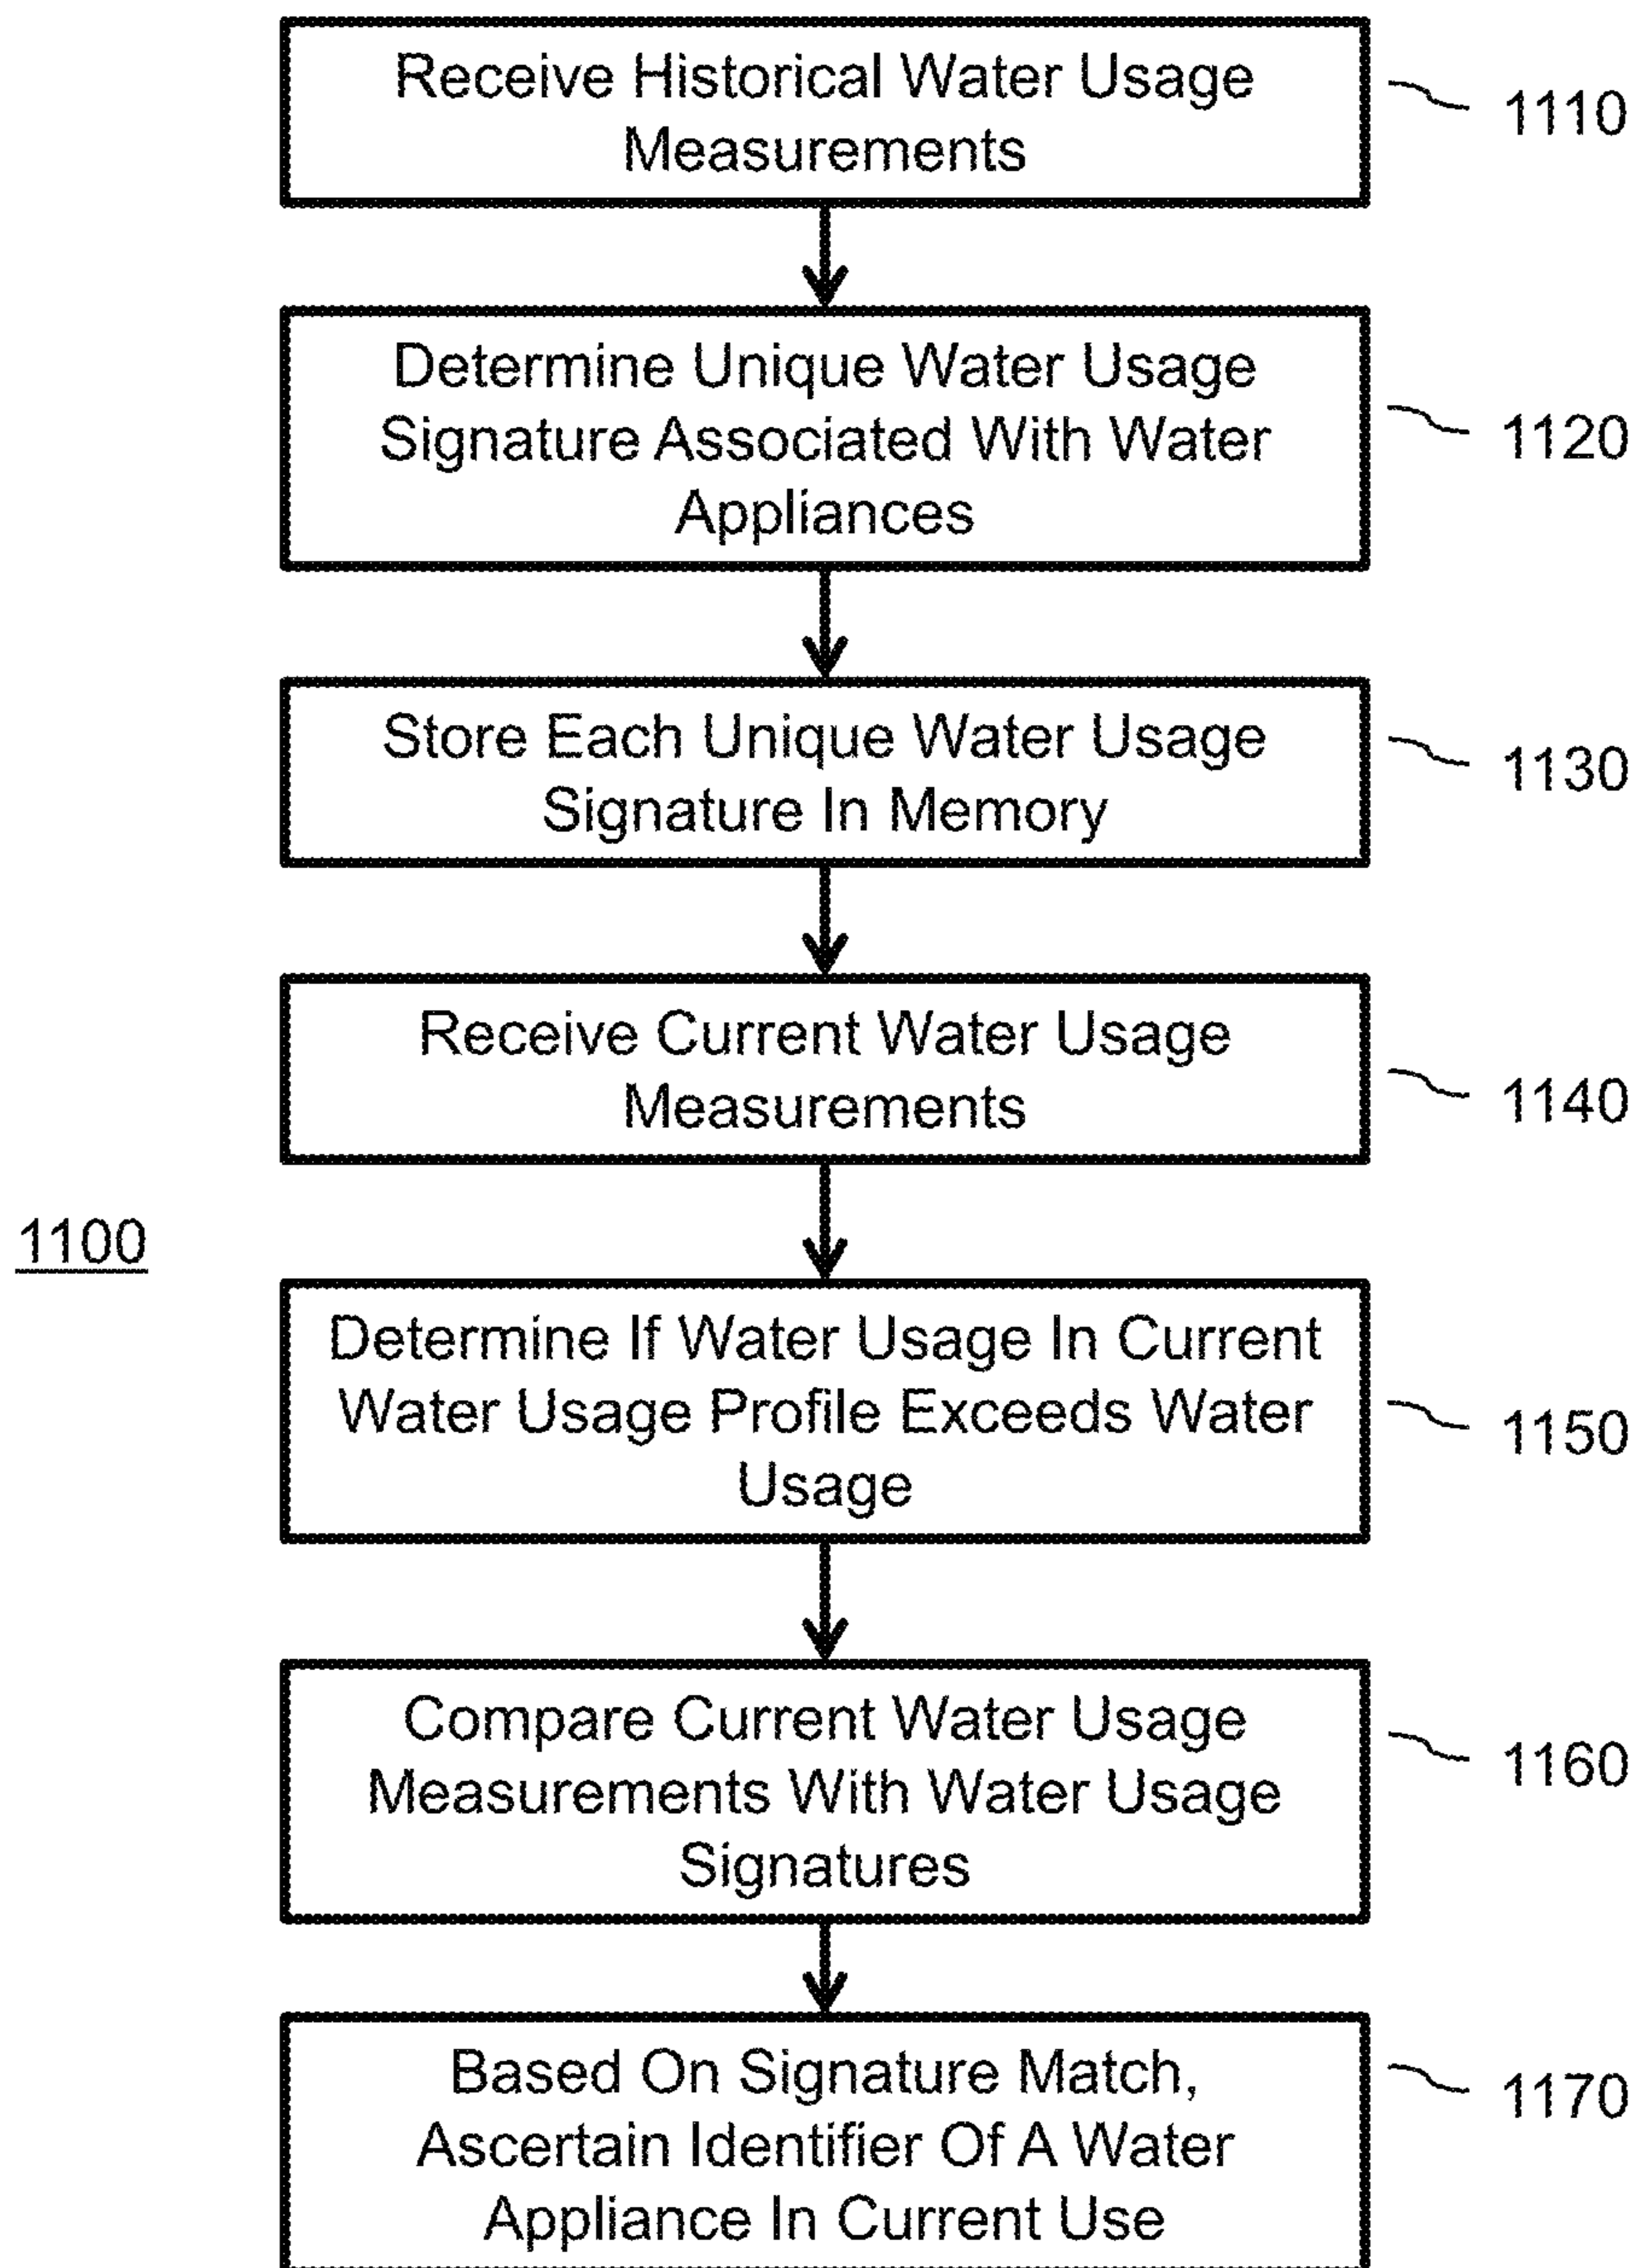 Receive Historical Water Usage
Measurements
1110
Determine Unique Water Usage
Signature Associated With Water
Appliances
1120
Store Each Unique Water Usage
Signature In Memory
1130
Receive Current Water Usage
Measurements
1140
1100
Determine If Water Usage In Current
Water Usage Profile Exceeds Water
Usage
1150
Compare Current Water Usage
Measurements With Water Usage
Signatures
1160
Based On Signature Match,
Ascertain Identifier Of A Water
Appliance In Current Use
1170